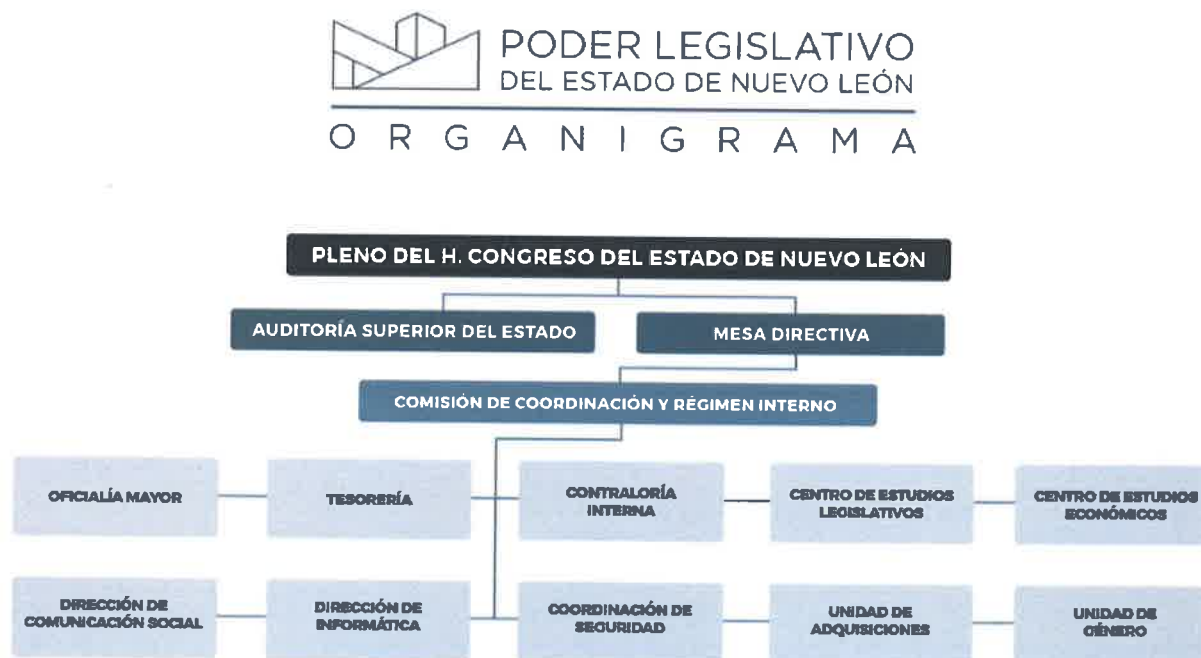 PODER LEGISLATIVO
DEL ESTADO DE NUEVO LEÓN
ORGANIGRAMA
PLENO DEL H. CONGRESO DEL ESTADO DE NUEVO LEÓN
AUDITORÍA SUPERIOR DEL ESTADO
MESA DIRECTIVA
COMISIÓN DE COORDINACIÓN Y RÉGIMEN INTERNO
OFICIALÍA MAYOR
TESORERÍA
CONTRALORÍA
INTERNA
CENTRO DE ESTUDIOS
LEGISLATIVOS
CENTRO DE ESTUDIOS
ECONÓMICOS
DIRECCIÓN DE
COMUNICACIÓN SOCIAL
DIRECCIÓN DE
INFORMÁTICA
COORDINACIÓN DE
SEGURIDAD
UNIDAD DE
ADQUISICIONES
UNIDAD DE
GÉNERO